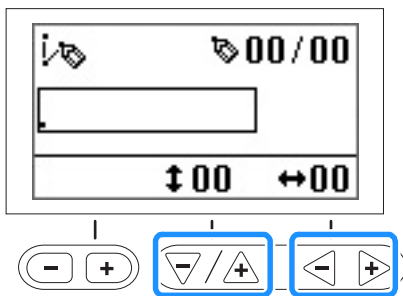 00/00
↕00 ↔00
- + -/+ - +